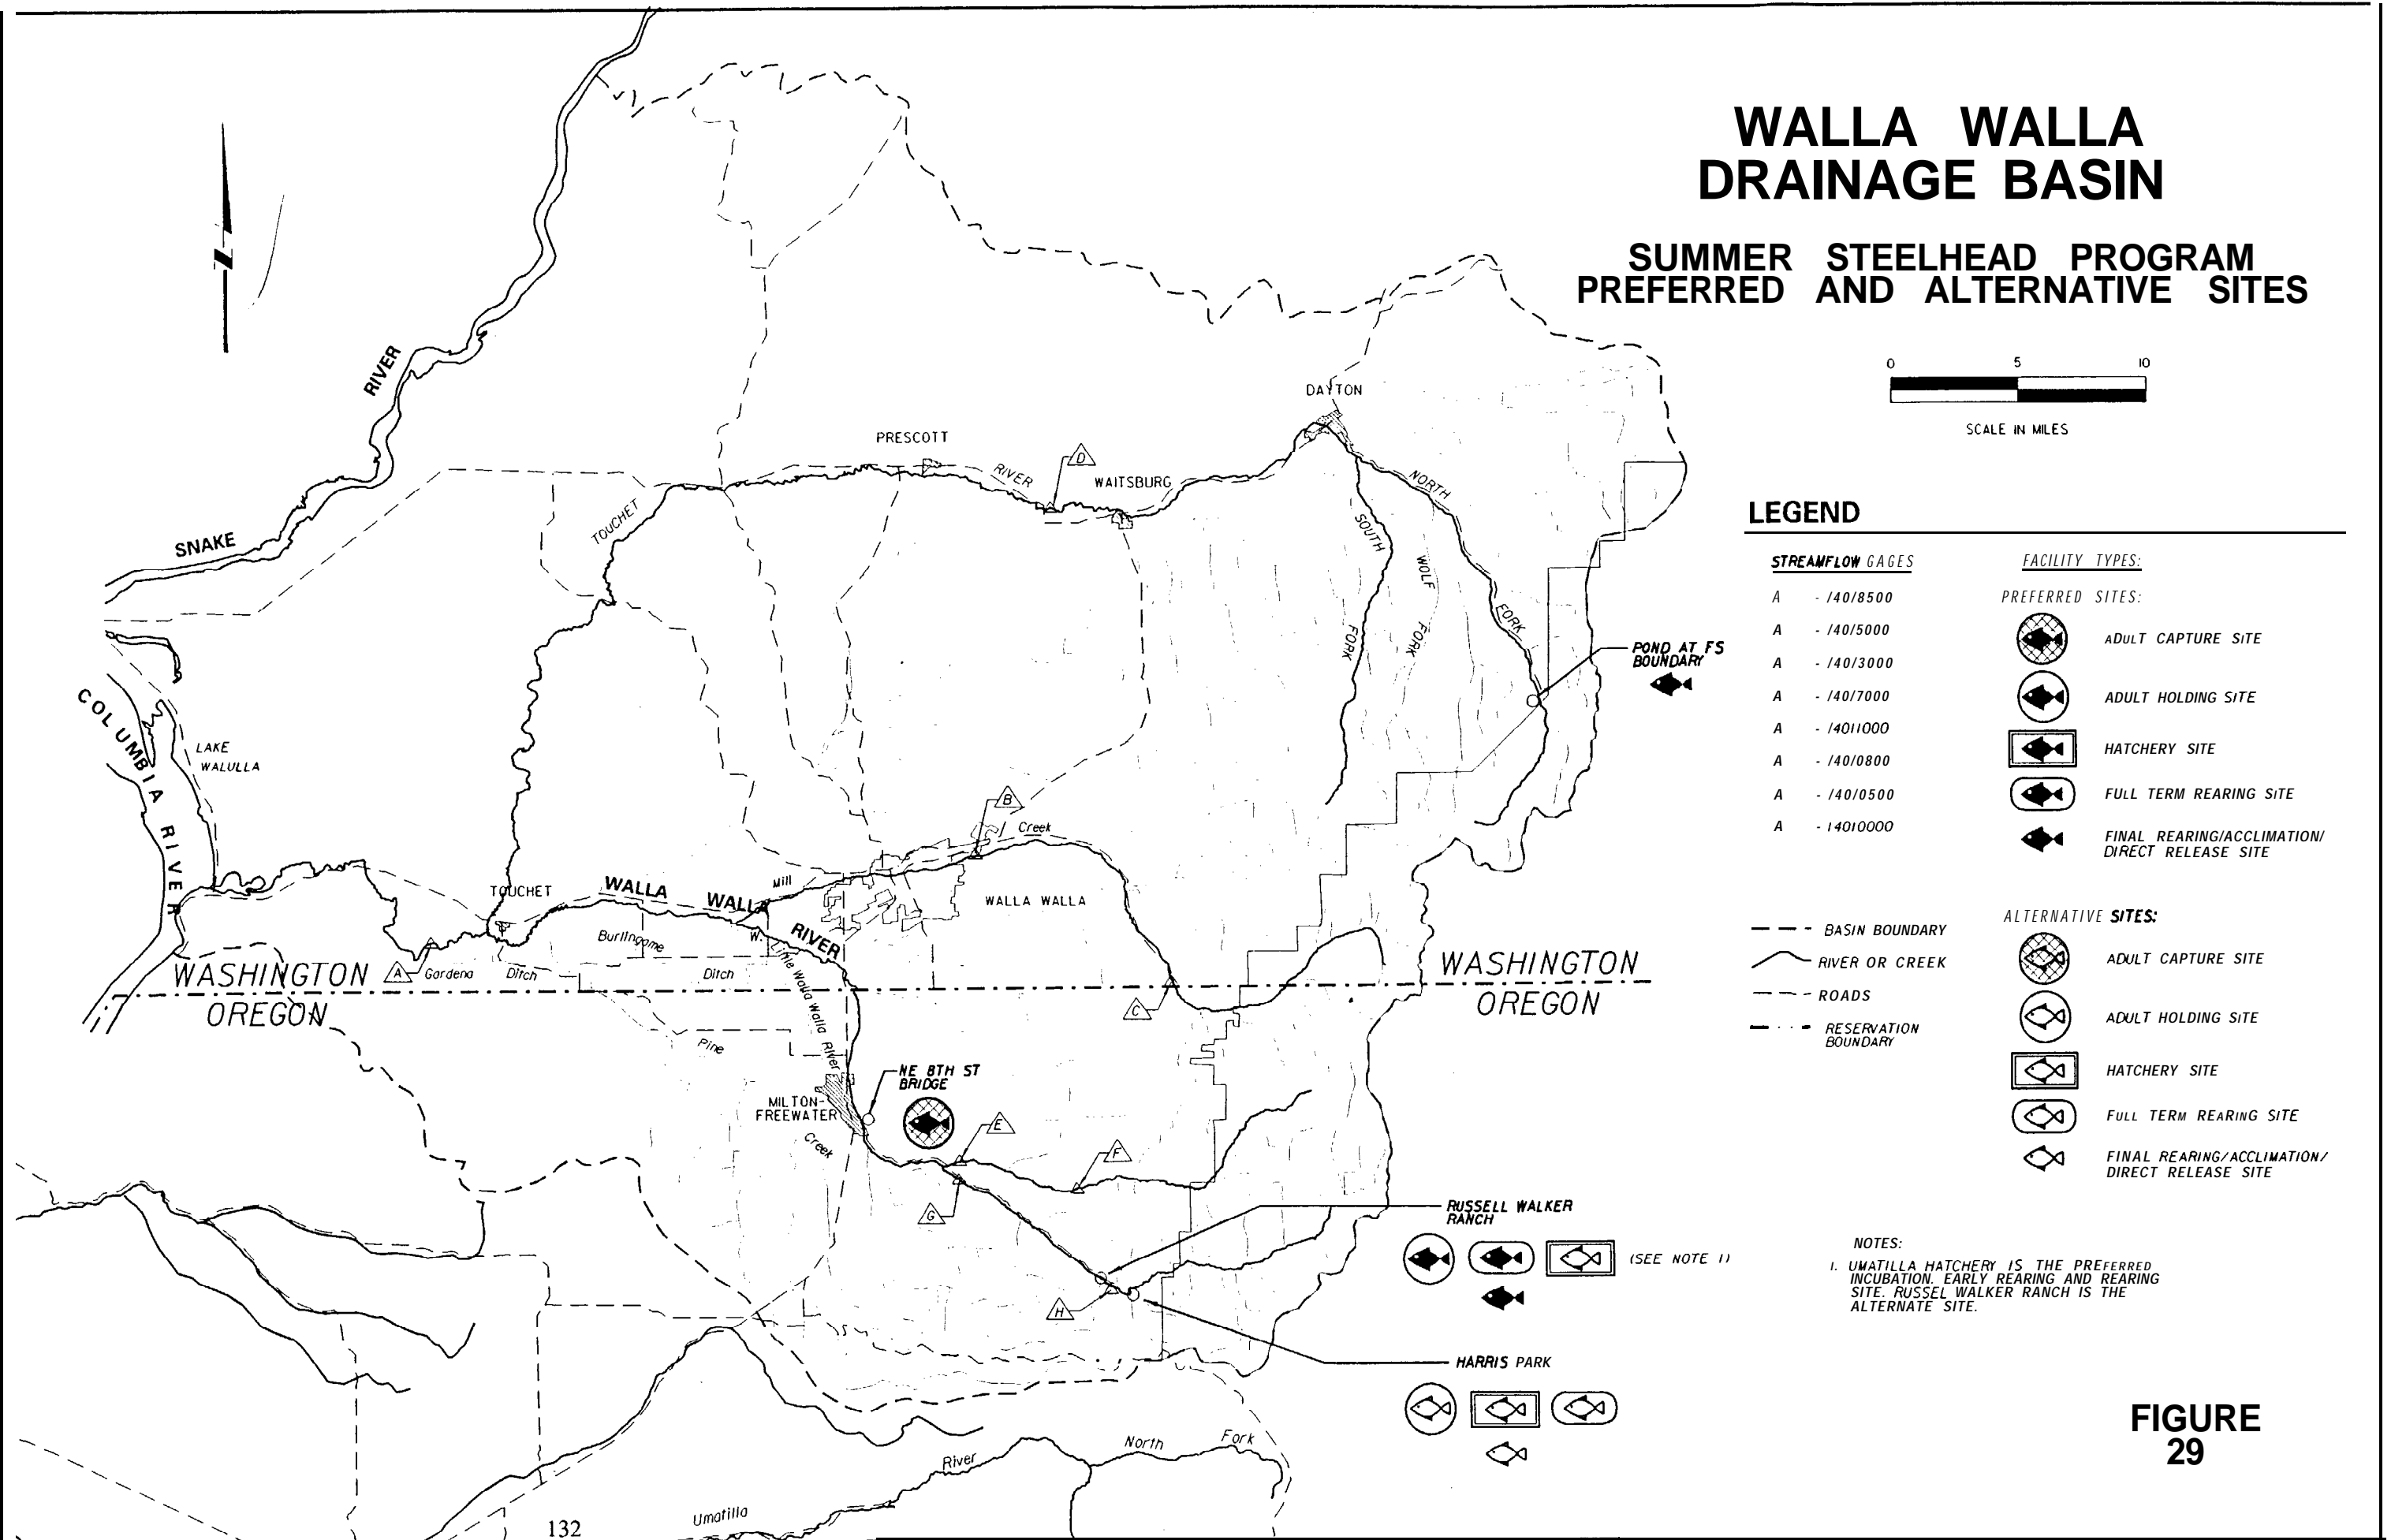 WALLA WALLA
DRAINAGE BASIN
SUMMER STEELHEAD PROGRAM
PREFERRED AND ALTERNATIVE SITES
0 5 10
SCALE IN MILES
LEGEND
STREAMFLOW GAGES
A - /40/8500
A - /40/5000
A - /40/3000
A - /40/7000
A - /4011000
A - /40/0800
A - /40/0500
A - 14010000
FACILITY TYPES:
PREFERRED SITES:
ADULT CAPTURE SITE
ADULT HOLDING SITE
HATCHERY SITE
FULL TERM REARING SITE
FINAL REARING/ACCLIMATION/
DIRECT RELEASE SITE
BASIN BOUNDARY
RIVER OR CREEK
ROADS
RESERVATION
BOUNDARY
ALTERNATIVE SITES:
ADULT CAPTURE SITE
ADULT HOLDING SITE
HATCHERY SITE
FULL TERM REARING SITE
FINAL REARING/ACCLIMATION/
DIRECT RELEASE SITE
NOTES:
1. UMATILLA HATCHERY IS THE PREFERRED
INCUBATION. EARLY REARING AND REARING
SITE. RUSSEL WALKER RANCH IS THE
ALTERNATE SITE.
FIGURE
29
N
SNAKE RIVER
COLUMBIA RIVER
LAKE
WALULLA
DAYTON
PRESCOTT
TOUCHET RIVER
D
WAITSBURG
NORTH FORK
SOUTH FORK
WOLF FORK
POND AT FS
BOUNDARY
B
Mill Creek
TOUCHET
WALLA WALLA RIVER
WALLA WALLA
W.
Little Walla Walla River
Burlingame Ditch
A
Gardena Ditch
WASHINGTON
OREGON
WASHINGTON
OREGON
C
Pine Creek
NE 8TH ST
BRIDGE
MILTON-
FREEWATER
E
F
G
RUSSELL WALKER
RANCH
(SEE NOTE 1)
H
HARRIS PARK
Umatilla River
North Fork
132